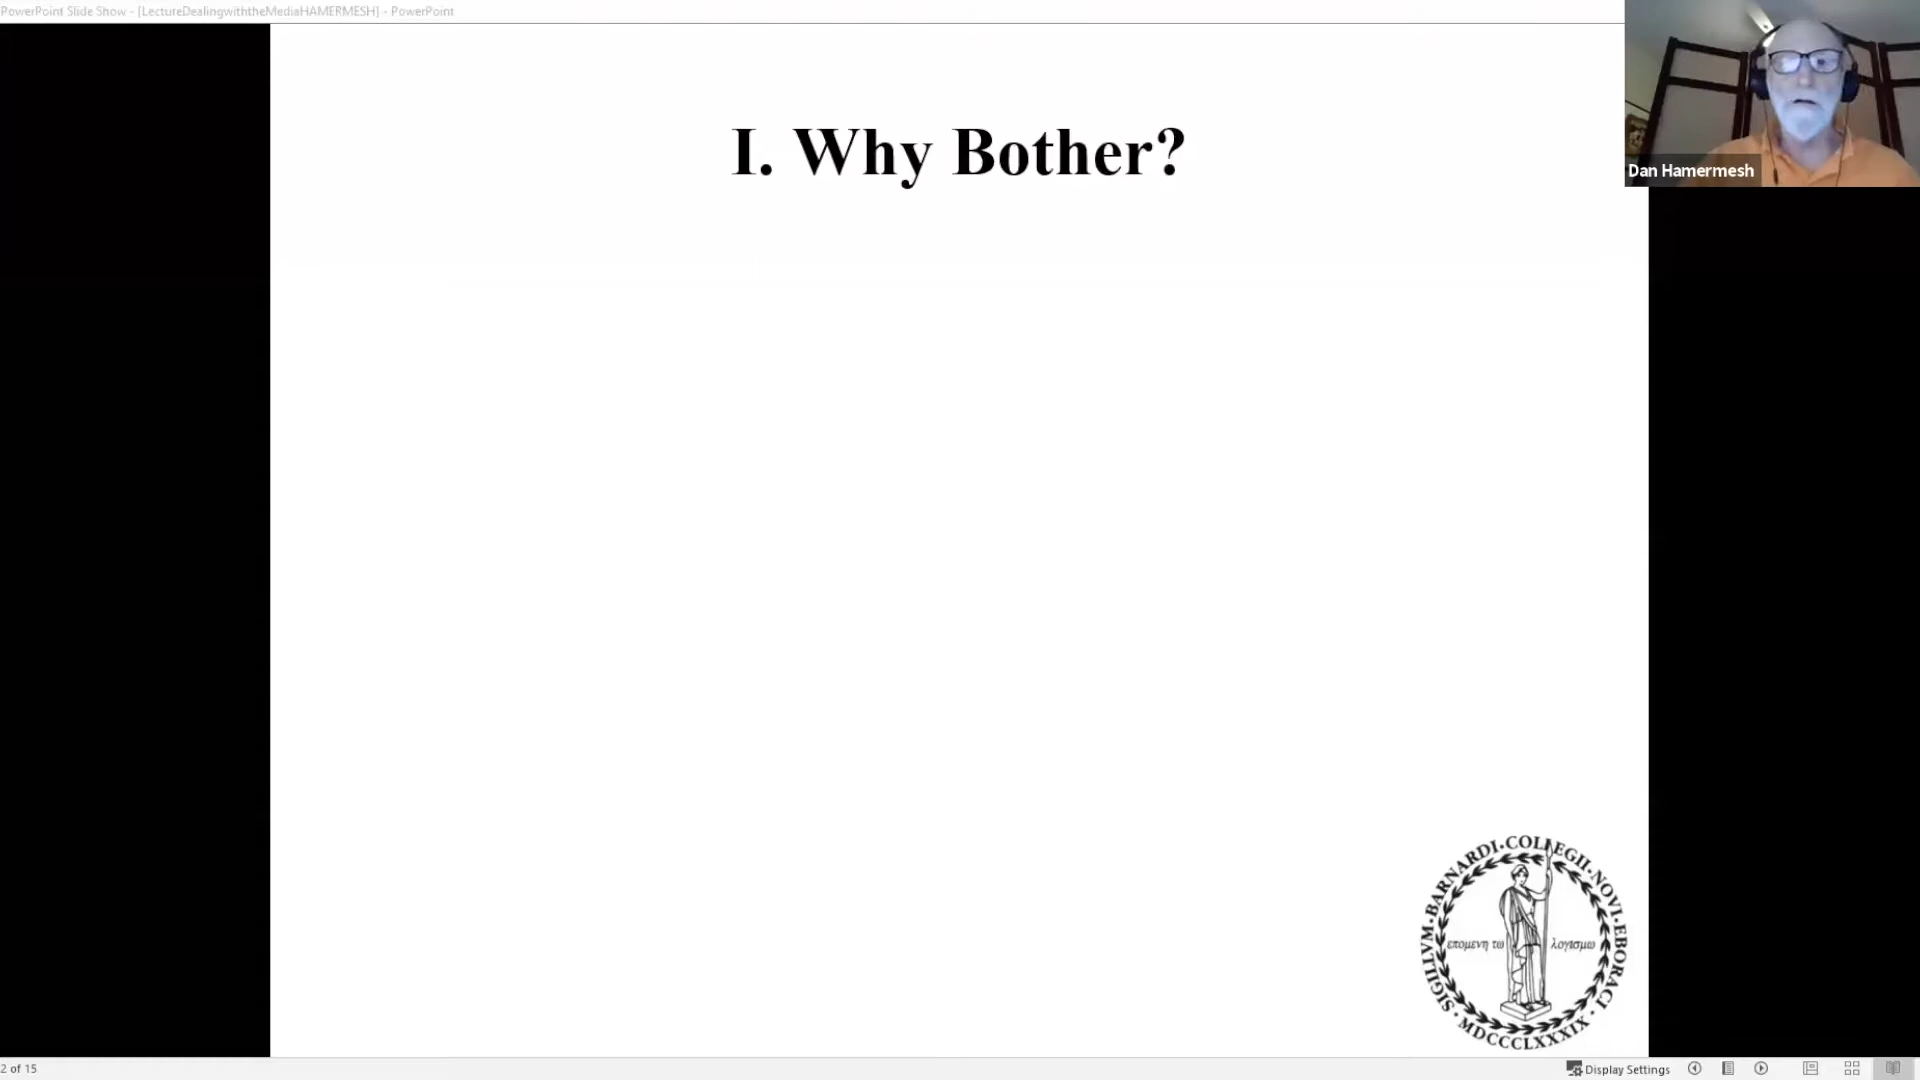 PowerPoint Slide Show - [LectureDealingwiththeMediaHAMERMESH] - PowerPoint
Dan Hamermesh
I. Why Bother?
SIGILLVM·BARNARDI·COLLEGII·NOVI·EBORACI
επομενη τω λογισμω
·MDCCCLXXXIX·
2 of 15
Display Settings